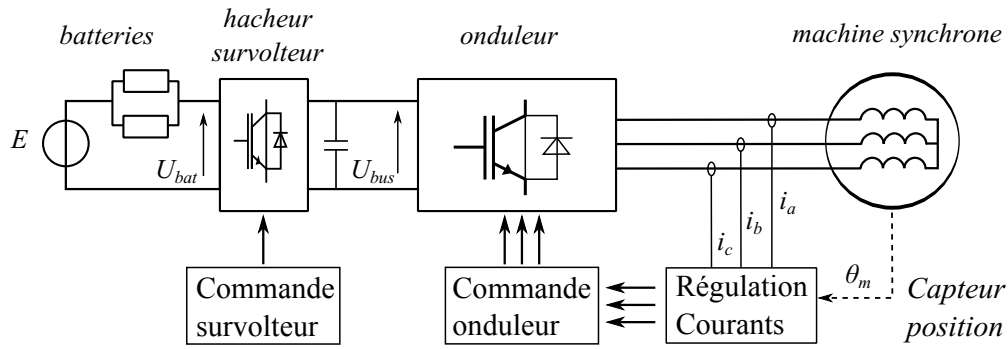 batteries
hacheur
survolteur
onduleur
machine synchrone
E
U_bat
U_bus
i_a
i_b
i_c
θ_m
Commande
survolteur
Commande
onduleur
Régulation
Courants
Capteur
position